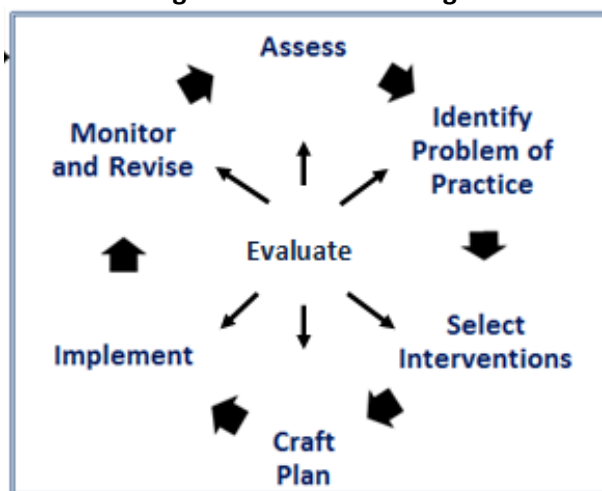 Assess
Identify
Problem of
Practice
Monitor
and Revise
Evaluate
Select
Interventions
Implement
Craft
Plan